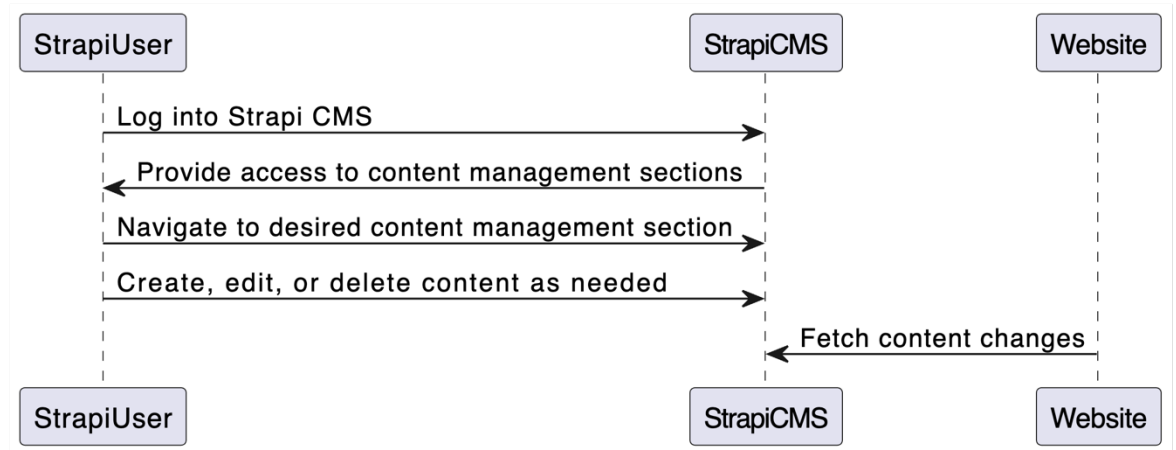 StrapiUser StrapiCMS Website
Log into Strapi CMS
Provide access to content management sections
Navigate to desired content management section
Create, edit, or delete content as needed
Fetch content changes
StrapiUser StrapiCMS Website